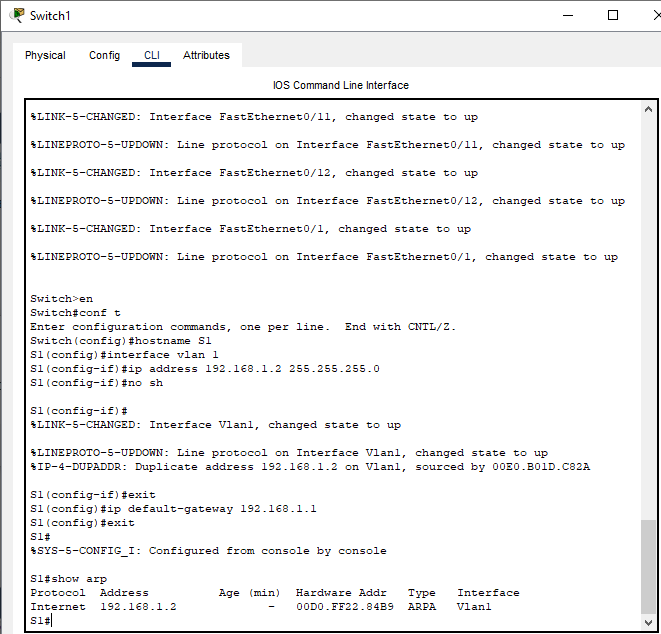 Switch1
Physical Config CLI Attributes
IOS Command Line Interface
%LINK-5-CHANGED: Interface FastEthernet0/11, changed state to up
%LINEPROTO-5-UPDOWN: Line protocol on Interface FastEthernet0/11, changed state to up
%LINK-5-CHANGED: Interface FastEthernet0/12, changed state to up
%LINEPROTO-5-UPDOWN: Line protocol on Interface FastEthernet0/12, changed state to up
%LINK-5-CHANGED: Interface FastEthernet0/1, changed state to up
%LINEPROTO-5-UPDOWN: Line protocol on Interface FastEthernet0/1, changed state to up
Switch>en
Switch#conf t
Enter configuration commands, one per line.  End with CNTL/Z.
Switch(config)#hostname S1
S1(config)#interface vlan 1
S1(config-if)#ip address 192.168.1.2 255.255.255.0
S1(config-if)#no sh
S1(config-if)#
%LINK-5-CHANGED: Interface Vlan1, changed state to up
%LINEPROTO-5-UPDOWN: Line protocol on Interface Vlan1, changed state to up
%IP-4-DUPADDR: Duplicate address 192.168.1.2 on Vlan1, sourced by 00E0.B01D.C82A
S1(config-if)#exit
S1(config)#ip default-gateway 192.168.1.1
S1(config)#exit
S1#
%SYS-5-CONFIG_I: Configured from console by console
S1#show arp
Protocol  Address          Age (min)  Hardware Addr   Type   Interface
Internet  192.168.1.2             -   00D0.FF22.84B9  ARPA   Vlan1
S1#